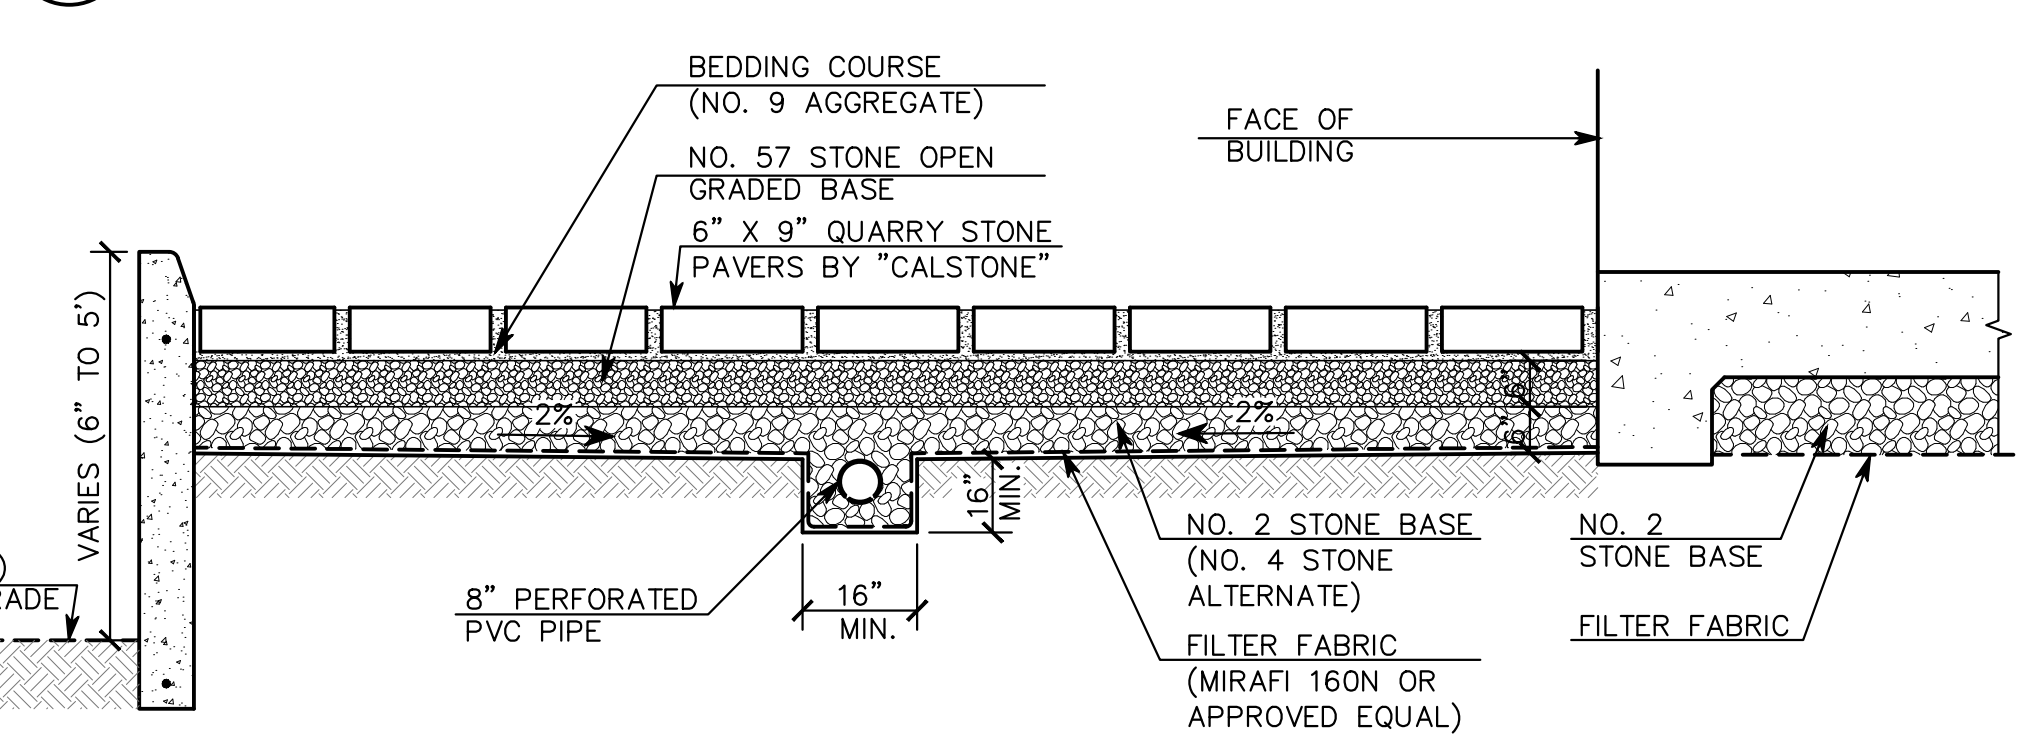 BEDDING COURSE
(NO. 9 AGGREGATE)
NO. 57 STONE OPEN
GRADED BASE
6" X 9" QUARRY STONE
PAVERS BY "CALSTONE"
FACE OF
BUILDING
VARIES (6" TO 5')
2%
2%
6"
6"
16"
MIN.
8" PERFORATED
PVC PIPE
16"
MIN.
NO. 2 STONE BASE
(NO. 4 STONE
ALTERNATE)
FILTER FABRIC
(MIRAFI 160N OR
APPROVED EQUAL)
NO. 2
STONE BASE
FILTER FABRIC